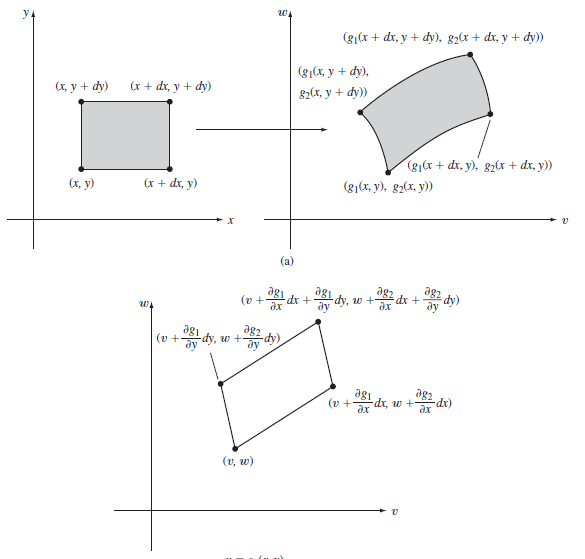 y
w
(g₁(x + dx, y + dy), g₂(x + dx, y + dy))
(x, y + dy) (x + dx, y + dy)
(g₁(x, y + dy),
g₂(x, y + dy))
(x, y) (x + dx, y)
(g₁(x + dx, y), g₂(x + dx, y))
(g₁(x, y), g₂(x, y))
x
v
(a)
w
(v + ∂g₁/∂x dx + ∂g₁/∂y dy, w + ∂g₂/∂x dx + ∂g₂/∂y dy)
(v + ∂g₁/∂y dy, w + ∂g₂/∂y dy)
(v + ∂g₁/∂x dx, w + ∂g₂/∂x dx)
(v, w)
v